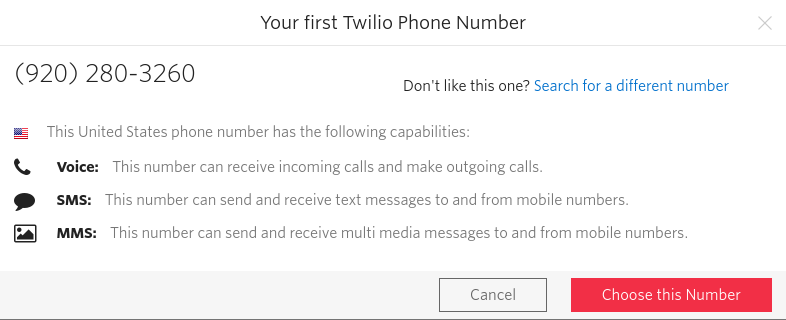 Your first Twilio Phone Number
(920) 280-3260
Don't like this one? Search for a different number
This United States phone number has the following capabilities:
Voice: This number can receive incoming calls and make outgoing calls.
SMS: This number can send and receive text messages to and from mobile numbers.
MMS: This number can send and receive multi media messages to and from mobile numbers.
Cancel
Choose this Number